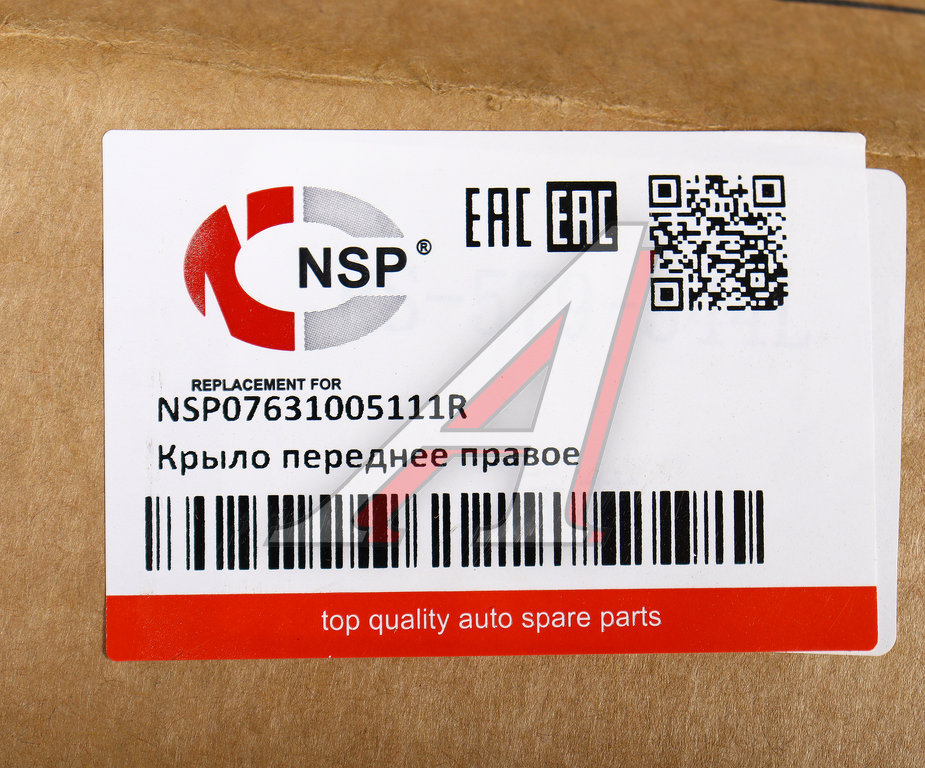 NSP®
EAC EAC
REPLACEMENT FOR
NSP07631005111R
Крыло переднее правое
top quality auto spare parts